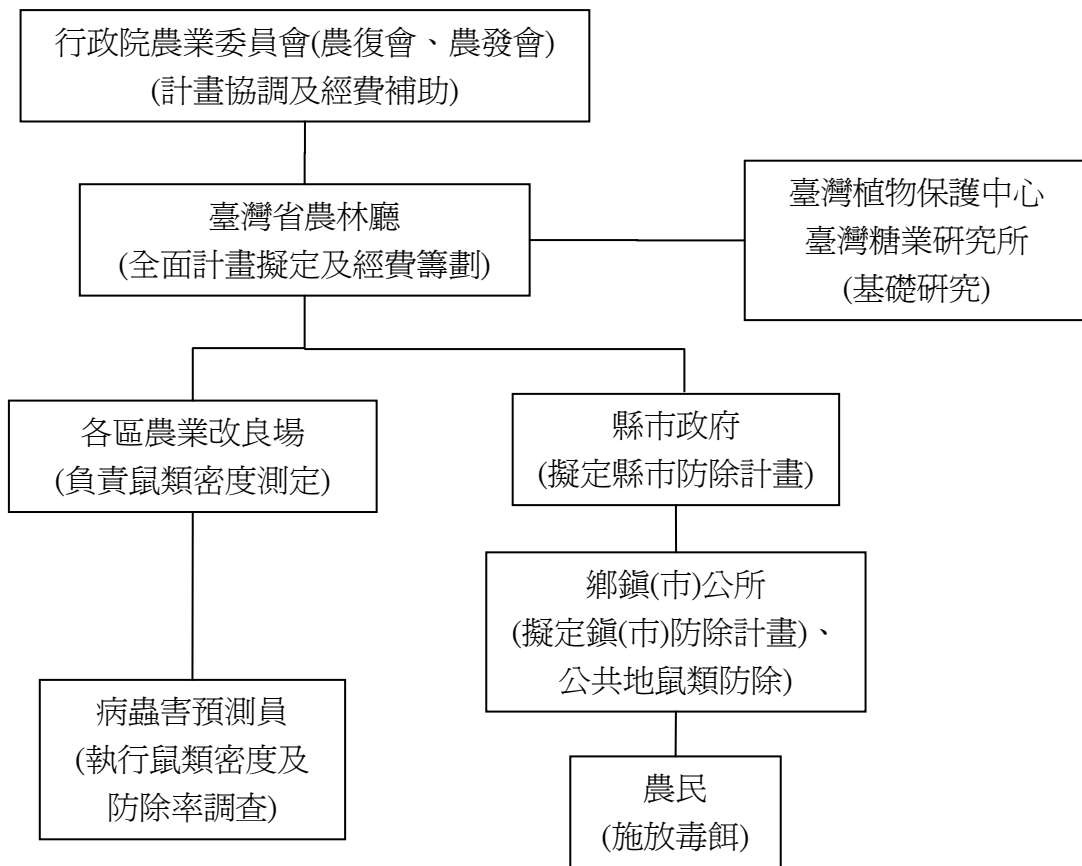 行政院農業委員會(農復會、農發會)
(計畫協調及經費補助)
臺灣省農林廳
(全面計畫擬定及經費籌劃)
臺灣植物保護中心
臺灣糖業研究所
(基礎研究)
各區農業改良場
(負責鼠類密度測定)
縣市政府
(擬定縣市防除計畫)
鄉鎮(市)公所
(擬定鎮(市)防除計畫)、
公共地鼠類防除)
病蟲害預測員
(執行鼠類密度及
防除率調查)
農民
(施放毒餌)